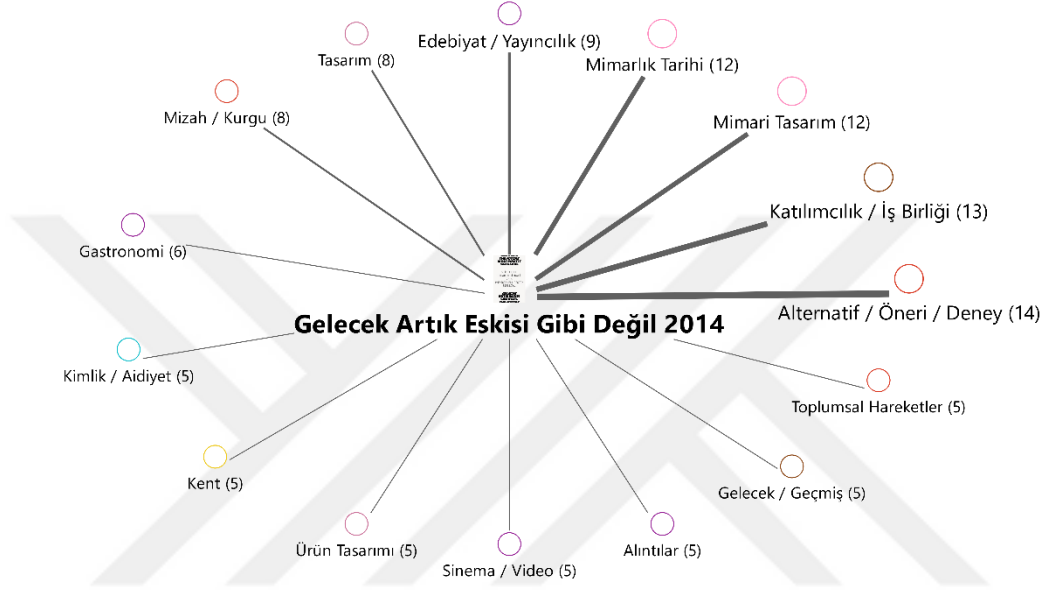 Edebiyat / Yayıncılık (9)
Tasarım (8)
Mimarlık Tarihi (12)
Mizah / Kurgu (8)
Mimari Tasarım (12)
Katılımcılık / İş Birliği (13)
Gastronomi (6)
Alternatif / Öneri / Deney (14)
Gelecek Artık Eskisi Gibi Değil 2014
Kimlik / Aidiyet (5)
Toplumsal Hareketler (5)
Kent (5)
Gelecek / Geçmiş (5)
Ürün Tasarımı (5)
Alıntılar (5)
Sinema / Video (5)